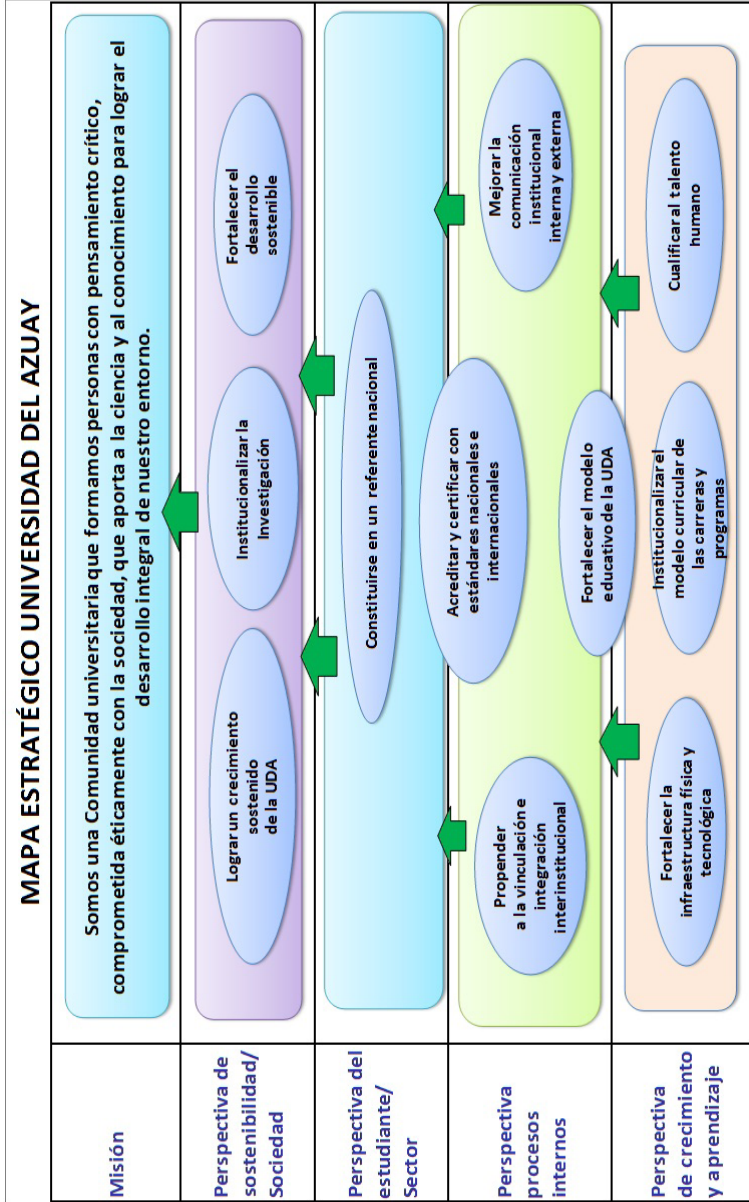 MAPA ESTRATÉGICO UNIVERSIDAD DEL AZUAY
Misión
Somos una Comunidad universitaria que formamos personas con pensamiento crítico,
comprometida éticamente con la sociedad, que aporta a la ciencia y al conocimiento para lograr el
desarrollo integral de nuestro entorno.
Perspectiva de
sostenibilidad/
Sociedad
Lograr un crecimiento
sostenido
de la UDA
Institucionalizar la
Investigación
Fortalecer el
desarrollo
sostenible
Perspectiva del
estudiante/
Sector
Constituirse en un referente nacional
Perspectiva
procesos
internos
Propender
a la vinculación e
integración
interinstitucional
Acreditar y certificar con
estándares nacionales e
internacionales
Fortalecer el modelo
educativo de la UDA
Mejorar la
comunicación
institucional
interna y externa
Perspectiva
de crecimiento
y aprendizaje
Fortalecer la
infraestructura física y
tecnológica
Institucionalizar el
modelo curricular de
las carreras y
programas
Cualificar al talento
humano